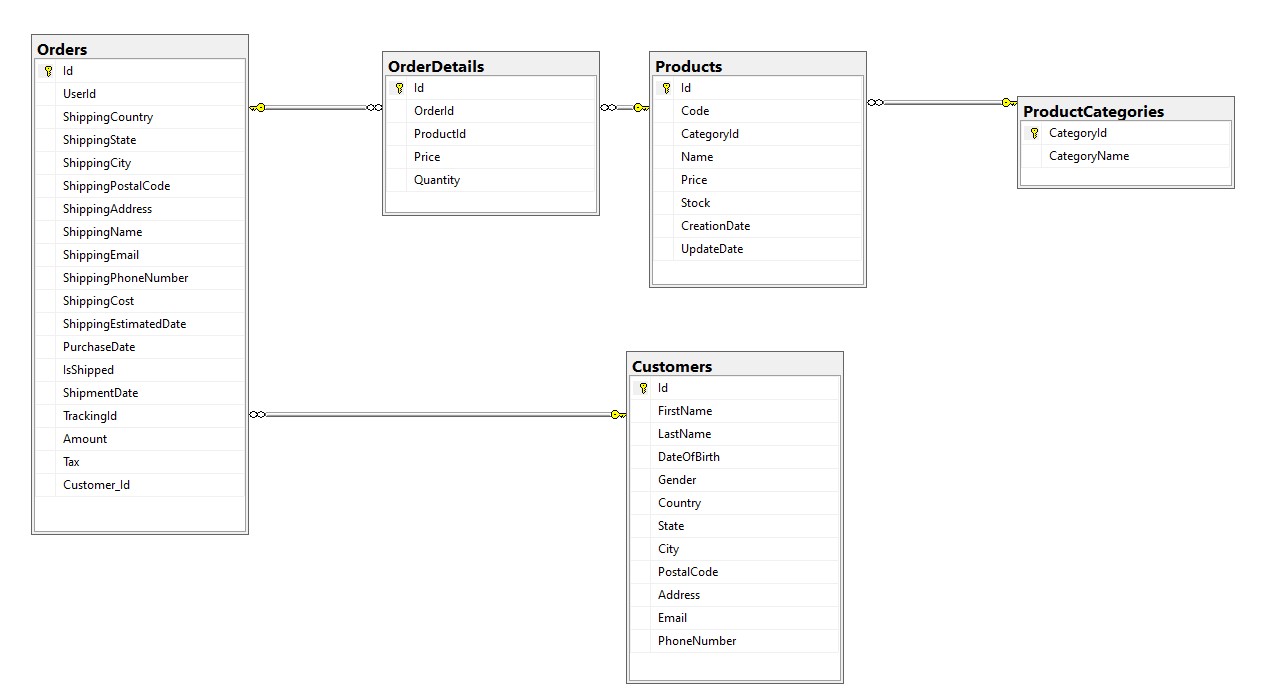 Orders
Id
UserId
ShippingCountry
ShippingState
ShippingCity
ShippingPostalCode
ShippingAddress
ShippingName
ShippingEmail
ShippingPhoneNumber
ShippingCost
ShippingEstimatedDate
PurchaseDate
IsShipped
ShipmentDate
TrackingId
Amount
Tax
Customer_Id
OrderDetails
Id
OrderId
ProductId
Price
Quantity
Products
Id
Code
CategoryId
Name
Price
Stock
CreationDate
UpdateDate
ProductCategories
CategoryId
CategoryName
Customers
Id
FirstName
LastName
DateOfBirth
Gender
Country
State
City
PostalCode
Address
Email
PhoneNumber